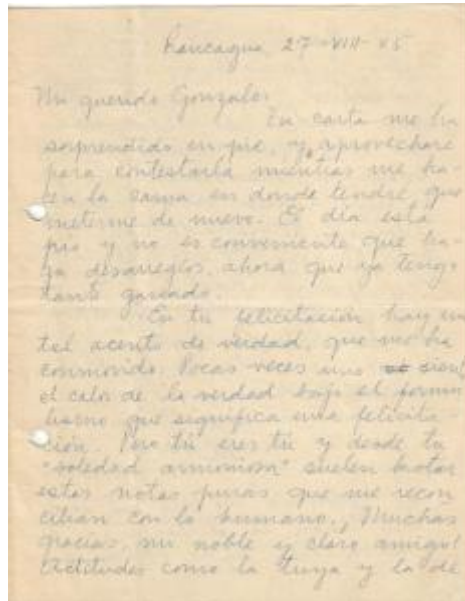 Rancagua 27-VIII-45
Mi querido Gonzalo:
Tu carta me ha
sorprendido en pie, y aprovecharé
para contestarla mientras me ha-
cen la cama en donde tendré que
meterme de nuevo. El día está
frío y no es conveniente que ha-
ga desarreglos, ahora que ya tengo
tanto ganado.
En tu felicitación hay un
tal acento de verdad, que me ha
conmovido. Pocas veces uno siente
el calor de la verdad bajo el formu
lismo que significa una felicita-
ción. Pero tú eres tú y desde tu
"soledad armoniosa" suelen brotar
estas notas puras que me recon
cilian con lo humano. Muchas
gracias, mi noble y claro amigo!
Actitudes como la tuya y la de